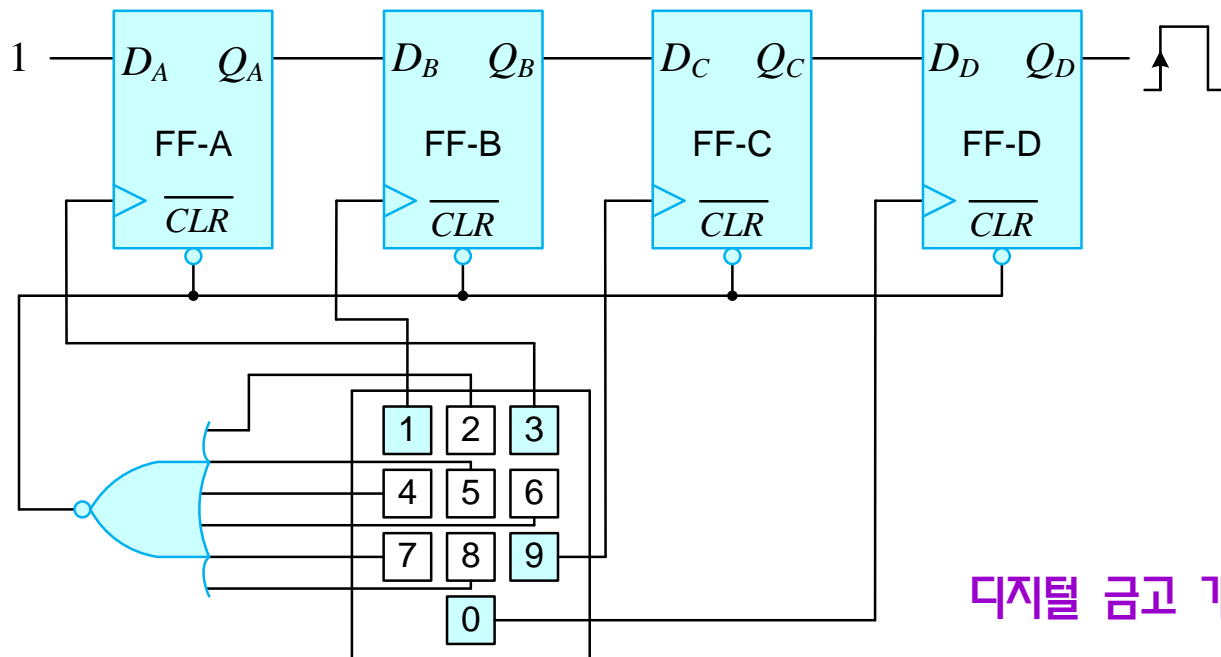 1 D_A Q_A D_B Q_B D_C Q_C D_D Q_D
FF-A FF-B FF-C FF-D
CLR CLR CLR CLR
1 2 3
4 5 6
7 8 9
0
디지털 금고